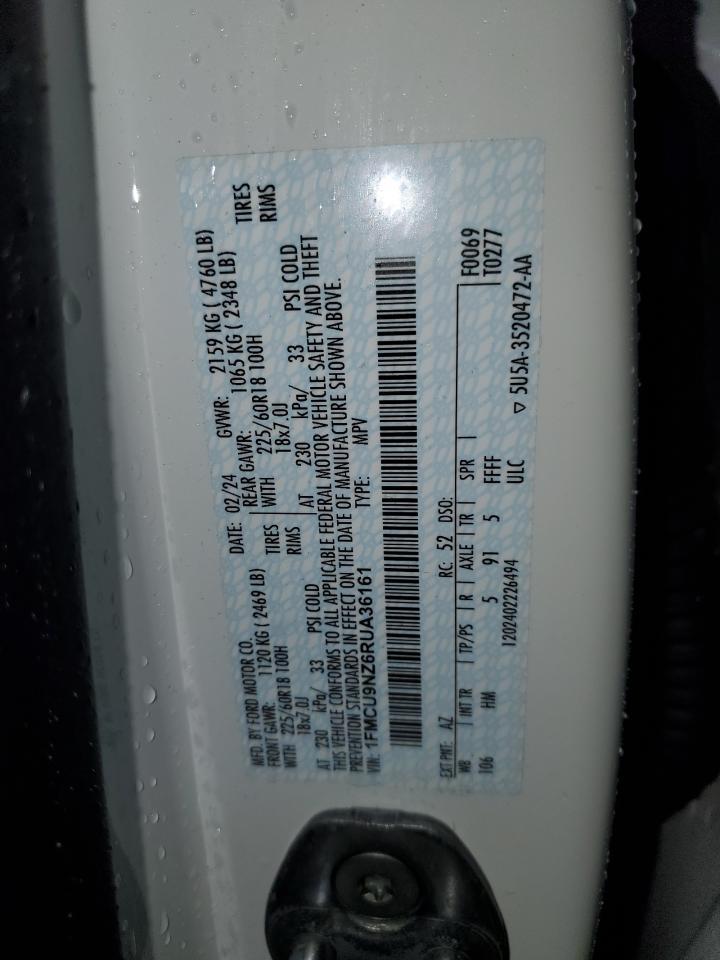 MFD. BY FORD MOTOR CO. DATE: 02/24 GVWR: 2159 KG ( 4760 LB)
FRONT GAWR: 1120 KG ( 2469 LB) REAR GAWR: 1065 KG ( 2348 LB)
WITH 225/60R18 100H TIRES WITH 225/60R18 100H TIRES
18x7.0J RIMS 18x7.0J RIMS
AT 230 kPa/ 33 PSI COLD AT 230 kPa/ 33 PSI COLD
THIS VEHICLE CONFORMS TO ALL APPLICABLE FEDERAL MOTOR VEHICLE SAFETY AND THEFT
PREVENTION STANDARDS IN EFFECT ON THE DATE OF MANUFACTURE SHOWN ABOVE.
VIN: 1FMCU9NZ6RUA36161 TYPE: MPV
EXT PNT: AZ RC: 52 DSO: F0069
WB INT TR TP/PS R AXLE TR SPR T0277
106 HM 5 91 5 FFFF
1202402226494 ULC ▽ 5U5A-3520472-AA